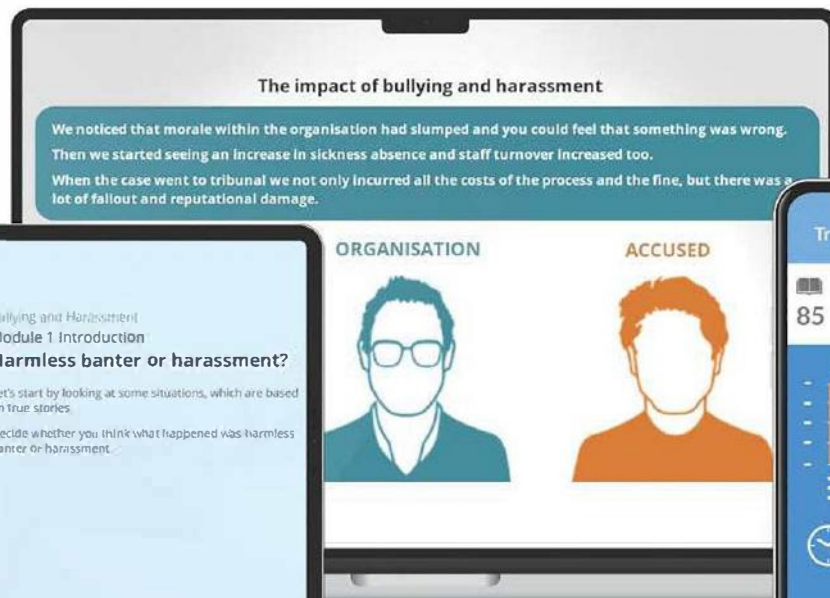 The impact of bullying and harassment
We noticed that morale within the organisation had slumped and you could feel that something was wrong.
Then we started seeing an increase in sickness absence and staff turnover increased too.
When the case went to tribunal we not only incurred all the costs of the process and the fine, but there was a
lot of fallout and reputational damage.
ORGANISATION
ACCUSED
ullying and Harassment
odule 1 Introduction
armless banter or harassment?
et's start by looking at some situations, which are based
n true stories.
ecide whether you think what happened was harmless
anter or harassment.
Tr
85